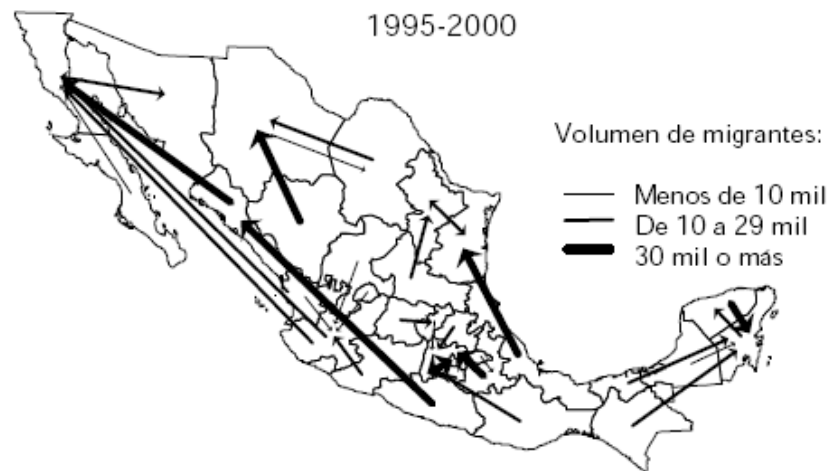 1995-2000
Volumen de migrantes:
Menos de 10 mil
De 10 a 29 mil
30 mil o más